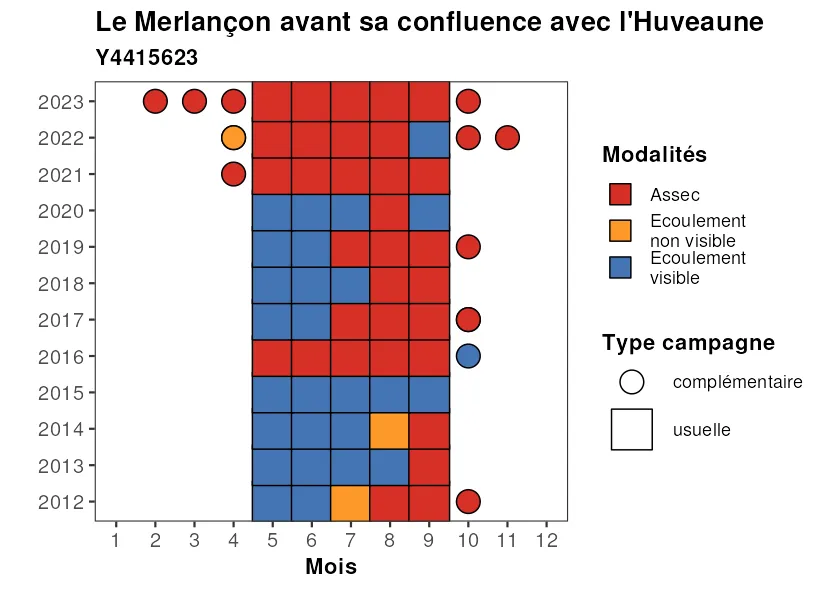 Le Merlançon avant sa confluence avec l'Huveaune
Y4415623
2023
2022
2021
2020
2019
2018
2017
2016
2015
2014
2013
2012
1 2 3 4 5 6 7 8 9 10 11 12
Mois
Modalités
Assec
Ecoulement
non visible
Ecoulement
visible
Type campagne
complémentaire
usuelle